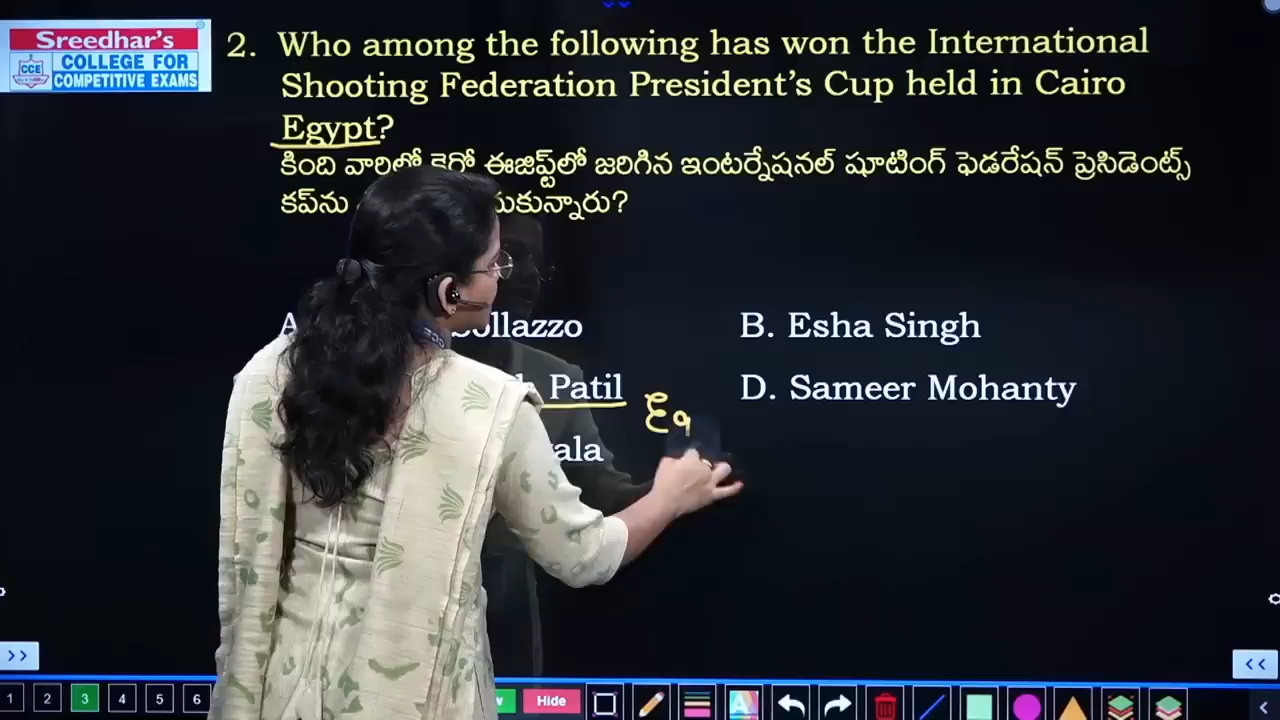 Sreedhar's
CCE
COLLEGE FOR
COMPETITIVE EXAMS
2. Who among the following has won the International
Shooting Federation President's Cup held in Cairo
Egypt?
కింది వారిలో కైరో ఈజిప్ట్‌లో జరిగిన ఇంటర్నేషనల్ షూటింగ్ ఫెడరేషన్ ప్రెసిడెంట్స్
కప్‌ను
B. Esha Singh
Patil
D. Sameer Mohanty
>>
<<
1 2 3 4 5 6
Hide